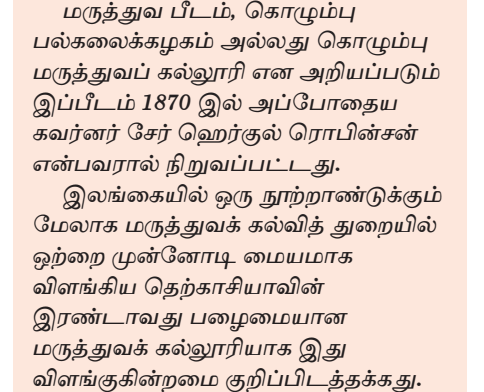 மருத்துவ பீடம், கொழும்பு
பல்கலைக்கழகம் அல்லது கொழும்பு
மருத்துவப் கல்லூரி என அறியப்படும்
இப்பீடம் 1870 இல் அப்போதைய
கவர்னர் சேர் ஹெர்குல் ரொபின்சன்
என்பவரால் நிறுவப்பட்டது.
இலங்கையில் ஒரு நூற்றாண்டுக்கும்
மேலாக மருத்துவக் கல்வித் துறையில்
ஒற்றை முன்னோடி மையமாக
விளங்கிய தெற்காசியாவின்
இரண்டாவது பழைமையான
மருத்துவக் கல்லூரியாக இது
விளங்குகின்றமை குறிப்பிடத்தக்கது.